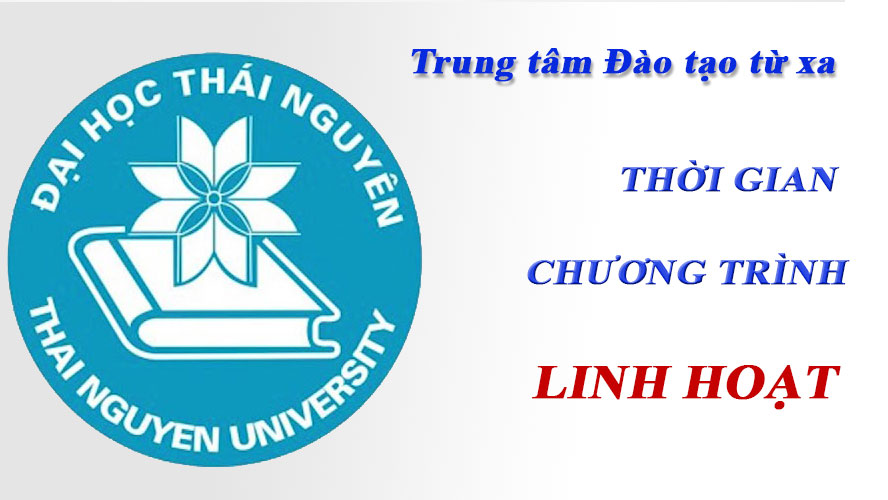 ĐẠI HỌC THÁI NGUYÊN
THAI NGUYEN UNIVERSITY
Trung tâm Đào tạo từ xa
THỜI GIAN
CHƯƠNG TRÌNH
LINH HOẠT